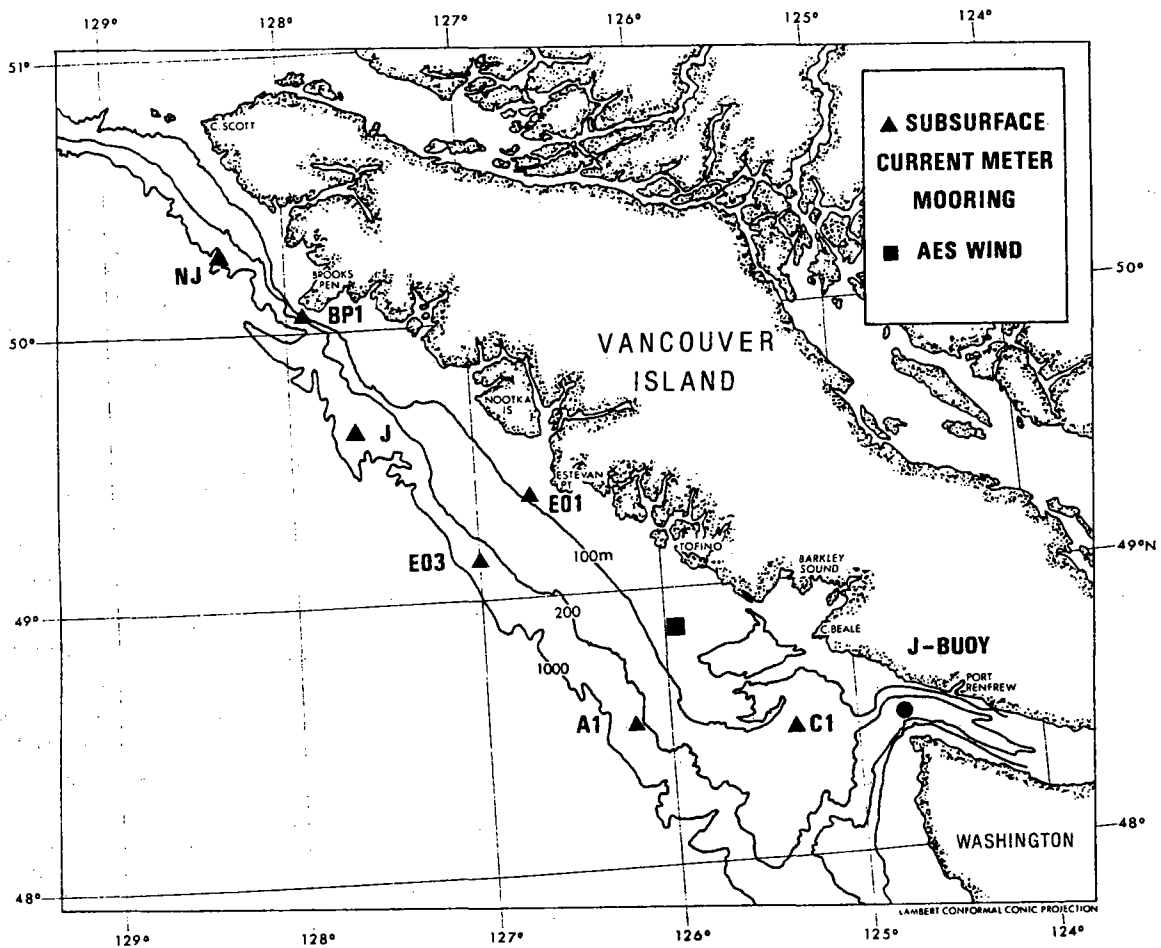 129°
128°
127°
126°
125°
124°
51°
▲ SUBSURFACE
CURRENT METER
MOORING
■ AES WIND
C. SCOTT
NJ
BROOKS
PEN
BP1
50°
50°
VANCOUVER
ISLAND
NOOTKA
IS
J
ESTEVAN
PT
E01
E03
100m
TOFINO
BARKLEY
SOUND
49°N
49°
200
C. BEALE
J-BUOY
1000
PORT
RENFREW
A1
C1
48°
WASHINGTON
48°
LAMBERT CONFORMAL CONIC PROJECTION
129°
128°
127°
126°
125°
124°